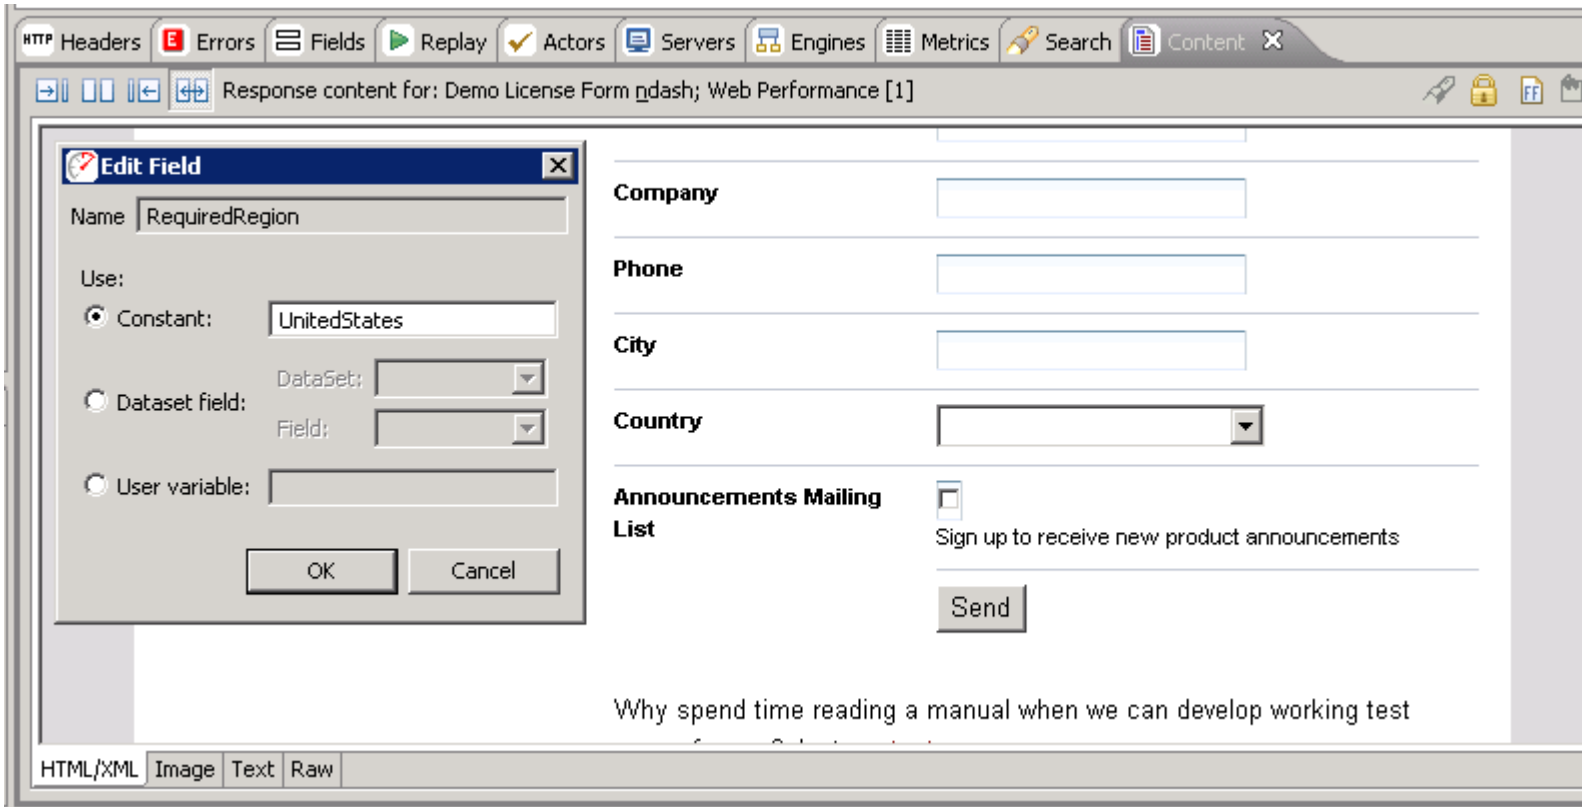 HTTP Headers E Errors Fields Replay Actors Servers Engines Metrics Search Content
Response content for: Demo License Form ndash; Web Performance [1]
FF
Edit Field
Name RequiredRegion
Use:
Constant: UnitedStates
DataSet:
Dataset field:
Field:
User variable:
OK Cancel
Company
Phone
City
Country
Announcements Mailing
List
Sign up to receive new product announcements
Send
Why spend time reading a manual when we can develop working test
HTML/XML Image Text Raw